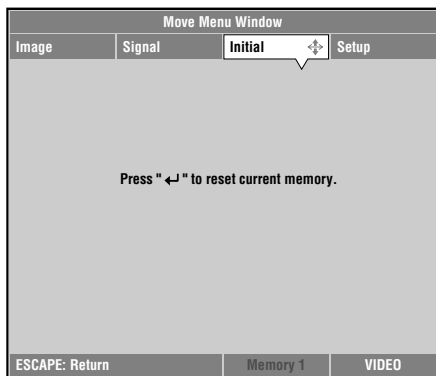 Move Menu Window
Image Signal Initial Setup
Press " ↵ " to reset current memory.
ESCAPE: Return Memory 1 VIDEO